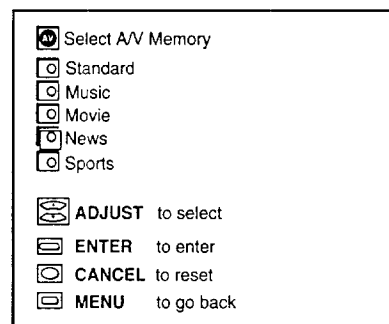 AV Select A/V Memory
Standard
Music
Movie
News
Sports
ADJUST to select
ENTER to enter
CANCEL to reset
MENU to go back